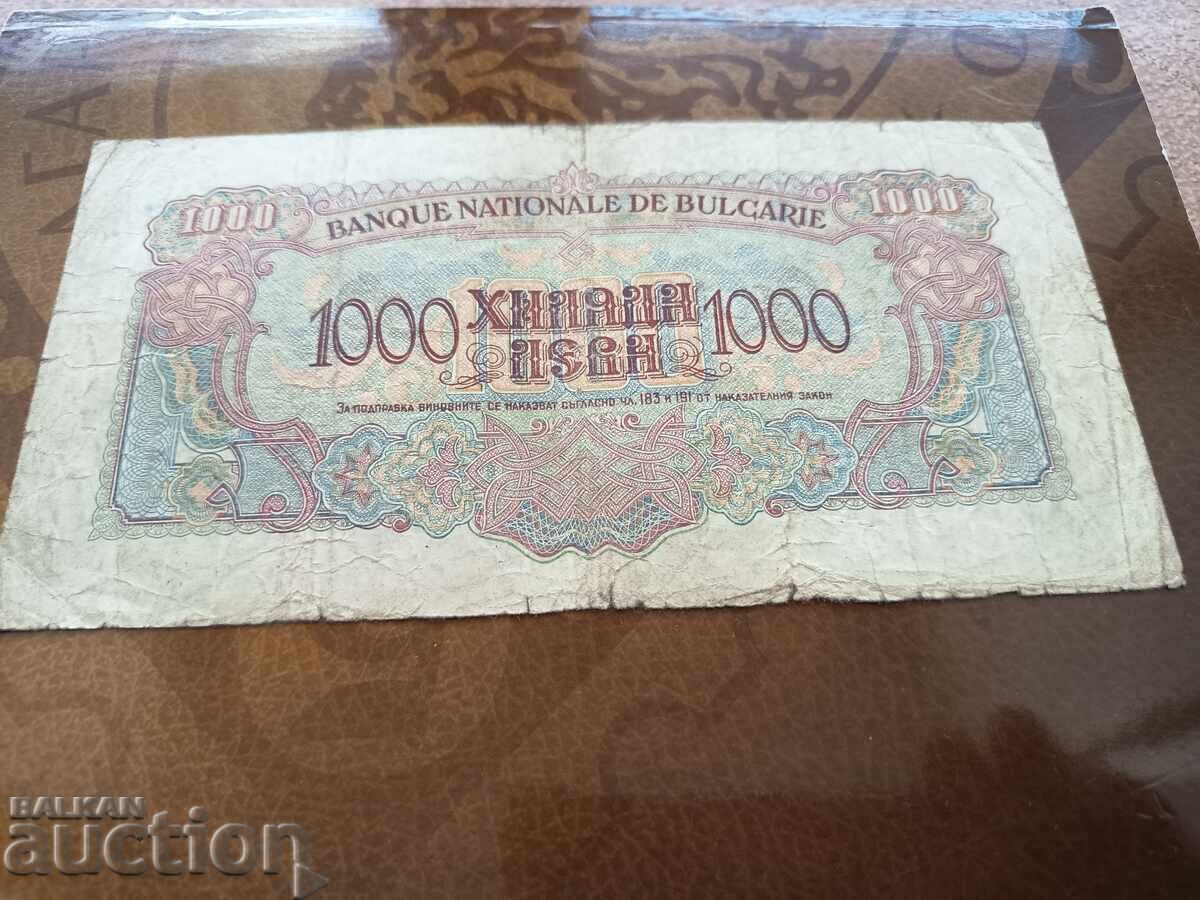 1000 1000
BANQUE NATIONALE DE BULGARIE
1000 ХИЛЯДА 1000
ЛЕВА
ЗА ПОДПРАВКА ВИНОВНИТЕ СЕ НАКАЗВАТ СЪГЛАСНО ЧЛ. 183 И 191 ОТ НАКАЗАТЕЛНИЯ ЗАКОН
BALKAN
auction